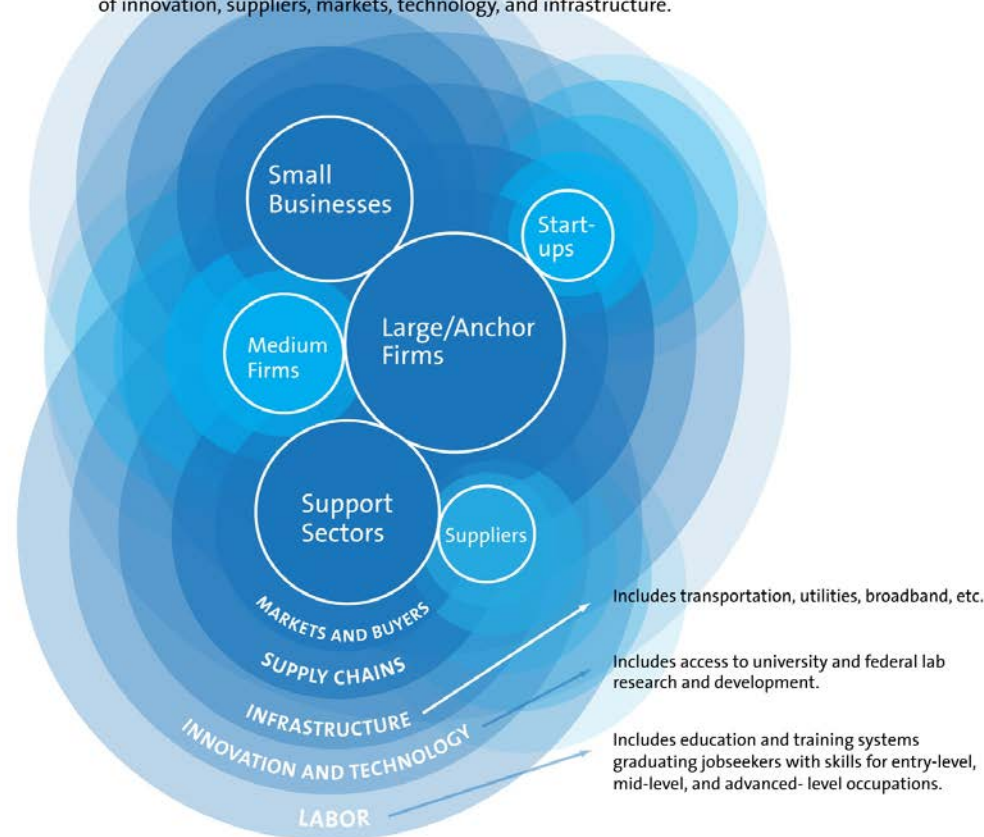 of innovation, suppliers, markets, technology, and infrastructure.
Small
Businesses
Start-
ups
Large/Anchor
Firms
Medium
Firms
Support
Sectors
Suppliers
MARKETS AND BUYERS
SUPPLY CHAINS
INFRASTRUCTURE
INNOVATION AND TECHNOLOGY
LABOR
Includes transportation, utilities, broadband, etc.
Includes access to university and federal lab
research and development.
Includes education and training systems
graduating jobseekers with skills for entry-level,
mid-level, and advanced- level occupations.